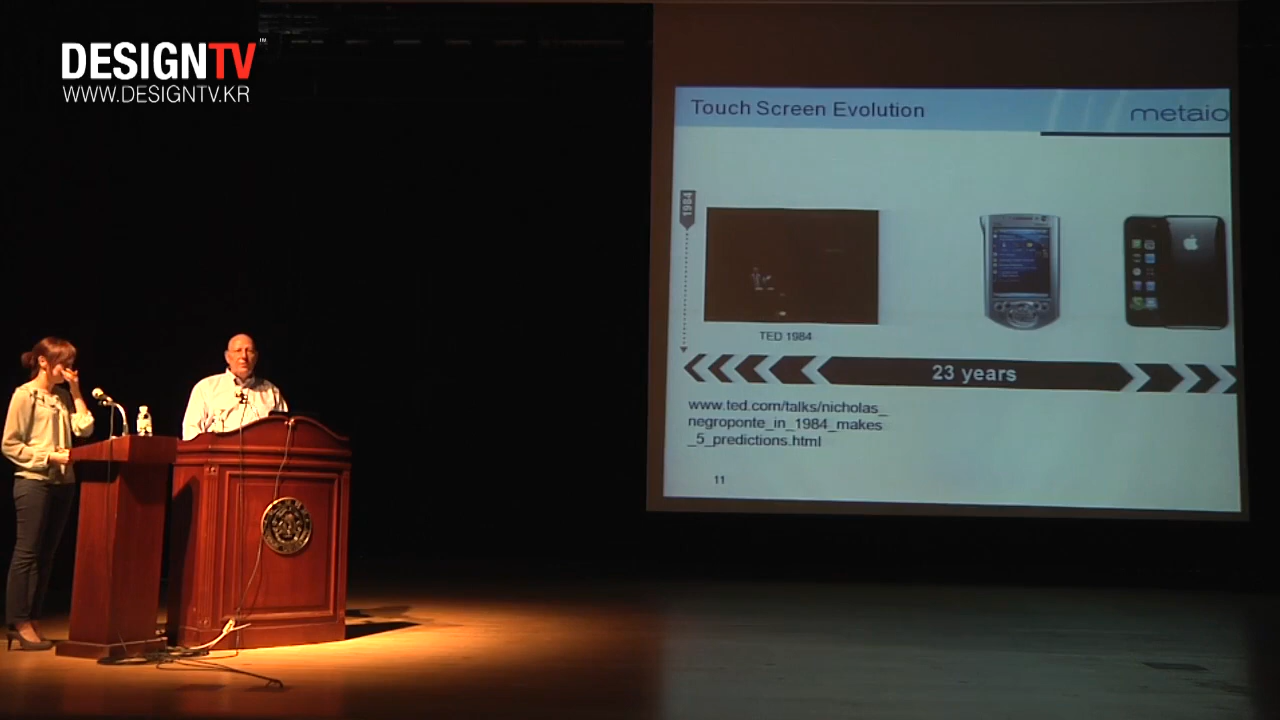 DESIGNTV™
WWW.DESIGNTV.KR
Touch Screen Evolution
metaio
1984
TED 1984
23 years
www.ted.com/talks/nicholas_
negroponte_in_1984_makes
_5_predictions.html
11